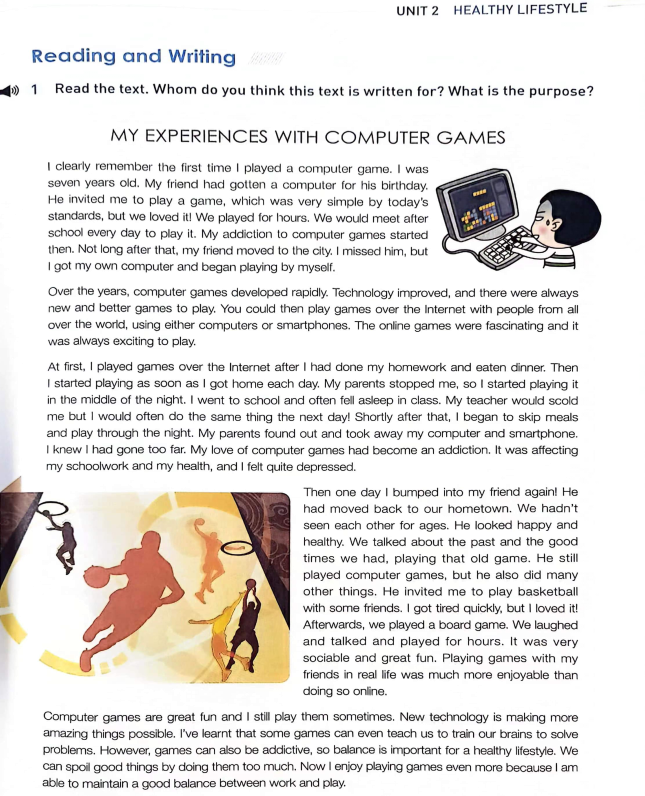 UNIT 2 HEALTHY LIFESTYLE
Reading and Writing
1 Read the text. Whom do you think this text is written for? What is the purpose?
MY EXPERIENCES WITH COMPUTER GAMES
I clearly remember the first time I played a computer game. I was
seven years old. My friend had gotten a computer for his birthday.
He invited me to play a game, which was very simple by today's
standards, but we loved it! We played for hours. We would meet after
school every day to play it. My addiction to computer games started
then. Not long after that, my friend moved to the city. I missed him, but
I got my own computer and began playing by myself.
Over the years, computer games developed rapidly. Technology improved, and there were always
new and better games to play. You could then play games over the Internet with people from all
over the world, using either computers or smartphones. The online games were fascinating and it
was always exciting to play.
At first, I played games over the Internet after I had done my homework and eaten dinner. Then
I started playing as soon as I got home each day. My parents stopped me, so I started playing it
in the middle of the night. I went to school and often fell asleep in class. My teacher would scold
me but I would often do the same thing the next day! Shortly after that, I began to skip meals
and play through the night. My parents found out and took away my computer and smartphone.
I knew I had gone too far. My love of computer games had become an addiction. It was affecting
my schoolwork and my health, and I felt quite depressed.
Then one day I bumped into my friend again! He
had moved back to our hometown. We hadn't
seen each other for ages. He looked happy and
healthy. We talked about the past and the good
times we had, playing that old game. He still
played computer games, but he also did many
other things. He invited me to play basketball
with some friends. I got tired quickly, but I loved it!
Afterwards, we played a board game. We laughed
and talked and played for hours. It was very
sociable and great fun. Playing games with my
friends in real life was much more enjoyable than
doing so online.
Computer games are great fun and I still play them sometimes. New technology is making more
amazing things possible. I've learnt that some games can even teach us to train our brains to solve
problems. However, games can also be addictive, so balance is important for a healthy lifestyle. We
can spoil good things by doing them too much. Now I enjoy playing games even more because I am
able to maintain a good balance between work and play.